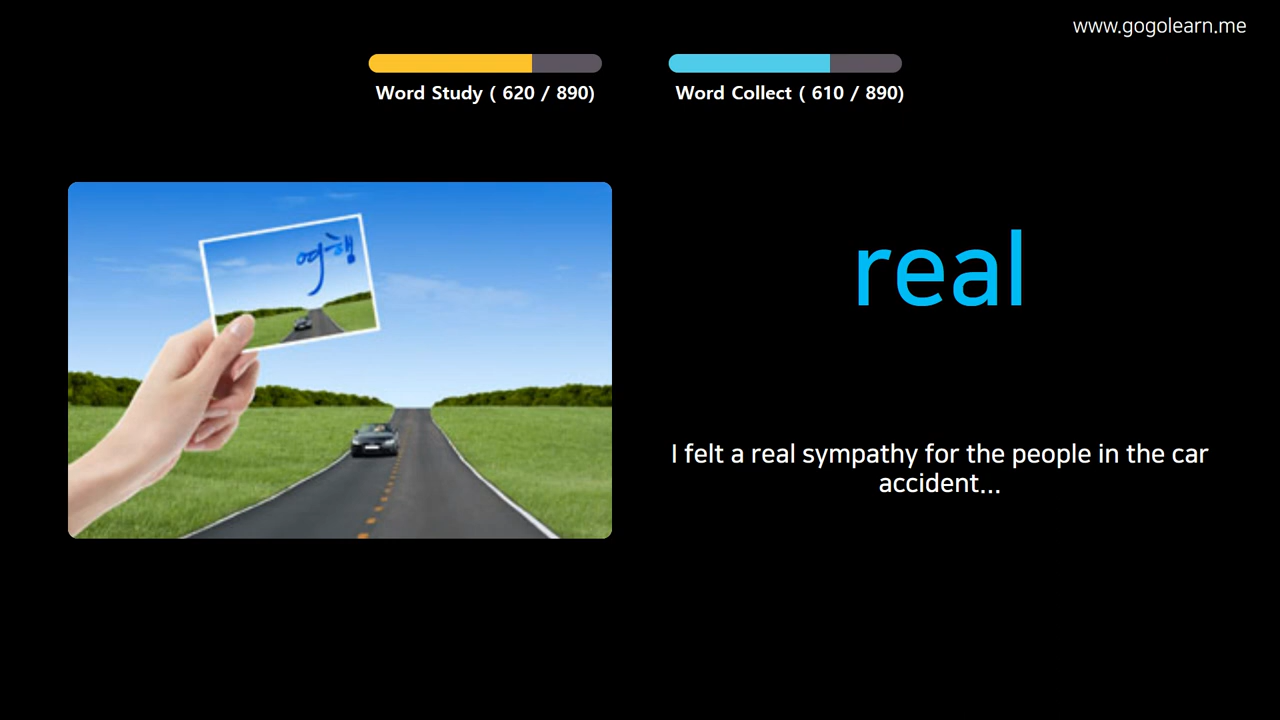 www.gogolearn.me
Word Study ( 620 / 890)
Word Collect ( 610 / 890)
여행
real
I felt a real sympathy for the people in the car
accident...